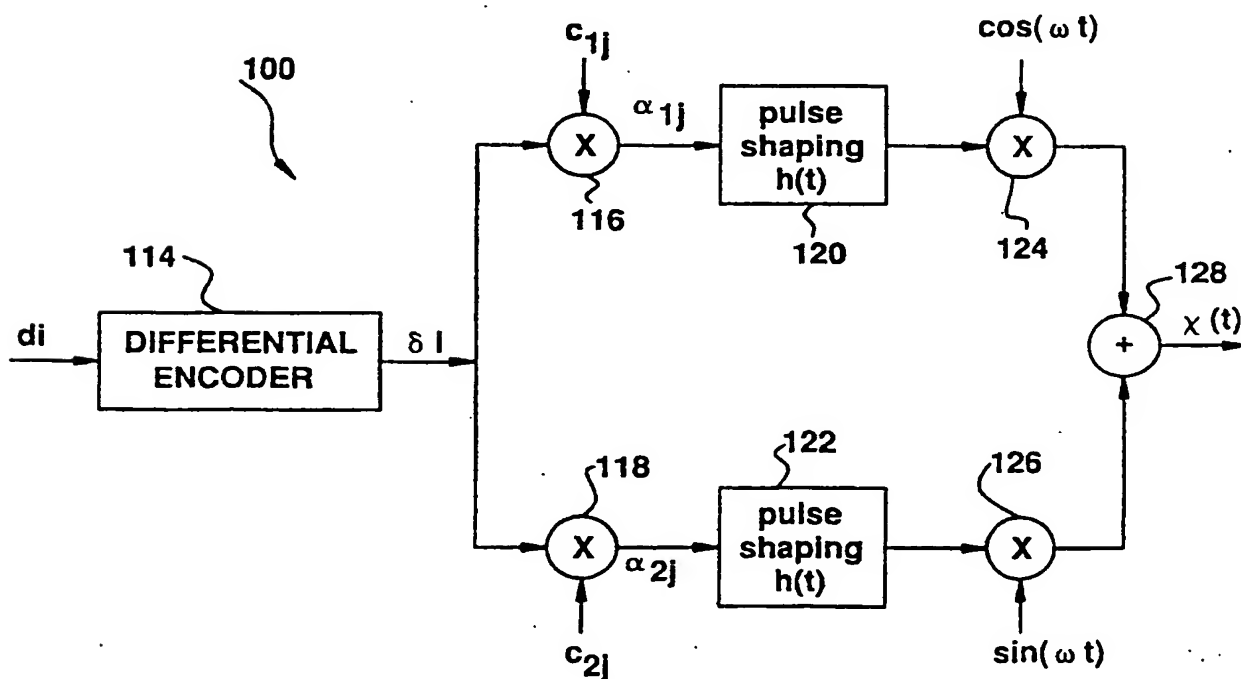 100
c1j
α1j
X
116
pulse
shaping
h(t)
120
cos(ω t)
X
124
114
di
DIFFERENTIAL
ENCODER
δ I
128
+
χ (t)
118
X
α2j
c2j
122
pulse
shaping
h(t)
126
X
sin(ω t)